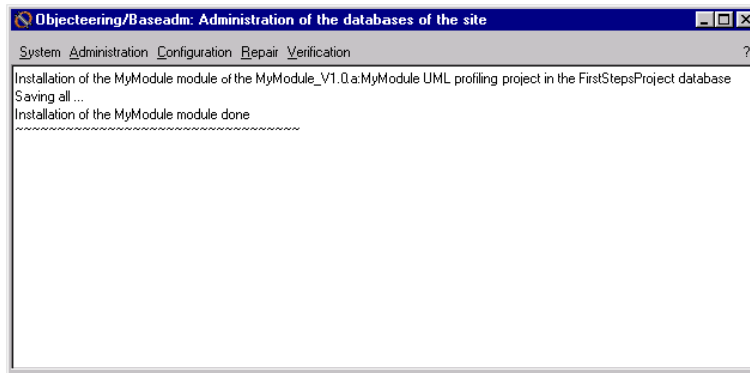 Objecteering/Baseadm: Administration of the databases of the site
System Administration Configuration Repair Verification ?
Installation of the MyModule module of the MyModule_V1.0.a:MyModule UML profiling project in the FirstStepsProject database
Saving all ...
Installation of the MyModule module done
~~~~~~~~~~~~~~~~~~~~~~~~~~~~~~~~~~